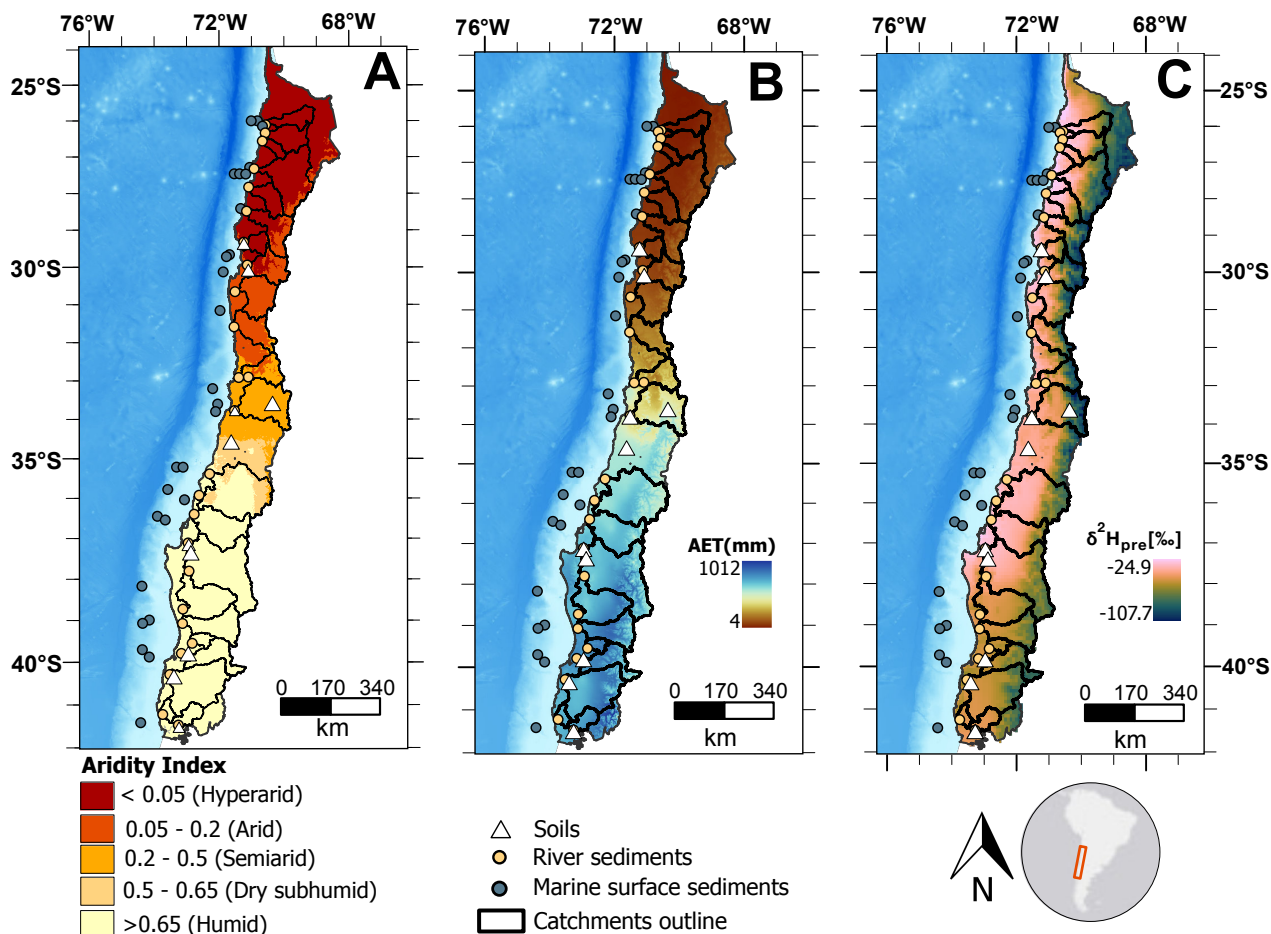 76°W 72°W 68°W
76°W 72°W 68°W
76°W 72°W 68°W
A
B
C
25°S
30°S
35°S
40°S
25°S
30°S
35°S
40°S
AET(mm)
1012
4
δ²Hpre[‰]
-24.9
-107.7
0 170 340
km
0 170 340
km
0 170 340
km
Aridity Index
< 0.05 (Hyperarid)
0.05 - 0.2 (Arid)
0.2 - 0.5 (Semiarid)
0.5 - 0.65 (Dry subhumid)
>0.65 (Humid)
Soils
River sediments
Marine surface sediments
Catchments outline
N